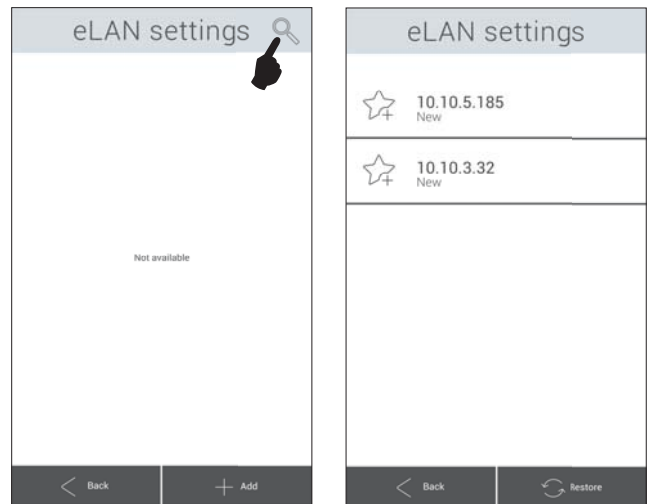 eLAN settings
Not available
Back
Add
eLAN settings
10.10.5.185
New
10.10.3.32
New
Back
Restore